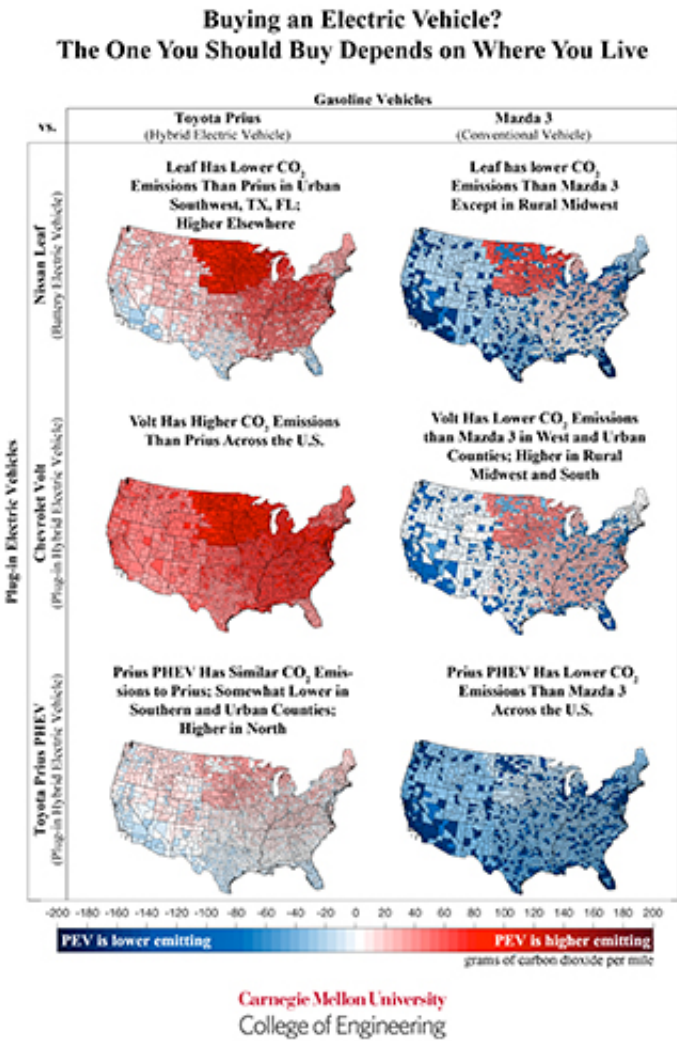 Buying an Electric Vehicle?
The One You Should Buy Depends on Where You Live
Gasoline Vehicles
vs.
Toyota Prius
(Hybrid Electric Vehicle)
Mazda 3
(Conventional Vehicle)
Plug-in Electric Vehicles
Nissan Leaf
(Battery Electric Vehicle)
Leaf Has Lower CO₂
Emissions Than Prius in Urban
Southwest, TX, FL;
Higher Elsewhere
Leaf has lower CO₂
Emissions Than Mazda 3
Except in Rural Midwest
Chevrolet Volt
(Plug-in Hybrid Electric Vehicle)
Volt Has Higher CO₂ Emissions
Than Prius Across the U.S.
Volt Has Lower CO₂ Emissions
than Mazda 3 in West and Urban
Counties; Higher in Rural
Midwest and South
Toyota Prius PHEV
(Plug-in Hybrid Electric Vehicle)
Prius PHEV Has Similar CO₂ Emis-
sions to Prius; Somewhat Lower in
Southern and Urban Counties;
Higher in North
Prius PHEV Has Lower CO₂
Emissions Than Mazda 3
Across the U.S.
-200 -180 -160 -140 -120 -100 -80 -60 -40 -20 0 20 40 60 80 100 120 140 160 180 200
PEV is lower emitting
PEV is higher emitting
grams of carbon dioxide per mile
Carnegie Mellon University
College of Engineering